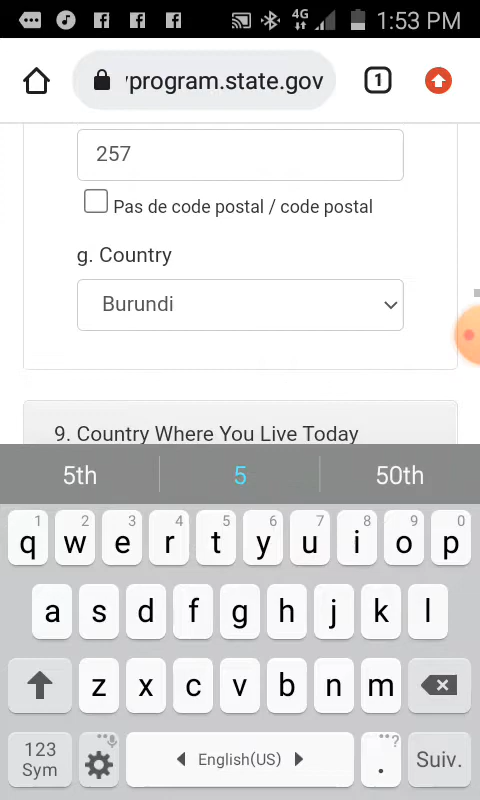 4G 1:53 PM
program.state.gov 1
257
Pas de code postal / code postal
g. Country
Burundi
9. Country Where You Live Today
5th 5 50th
1 2 3 4 5 6 7 8 9 0
q w e r t y u i o p
a s d f g h j k l
z x c v b n m
123 ?
Sym English(US) . Suiv.